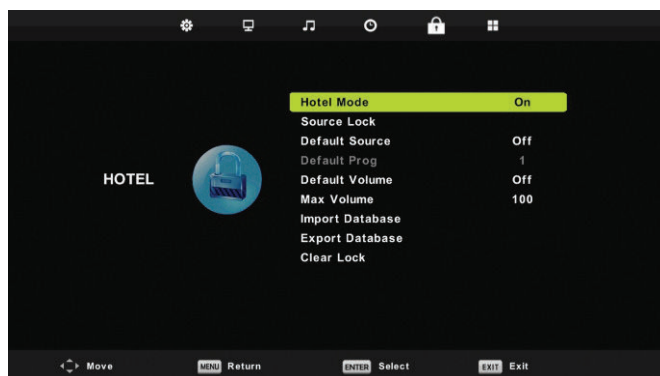 Hotel Mode On
Source Lock
Default Source Off
Default Prog 1
HOTEL
Default Volume Off
Max Volume 100
Import Database
Export Database
Clear Lock
Move MENU Return ENTER Select EXIT Exit